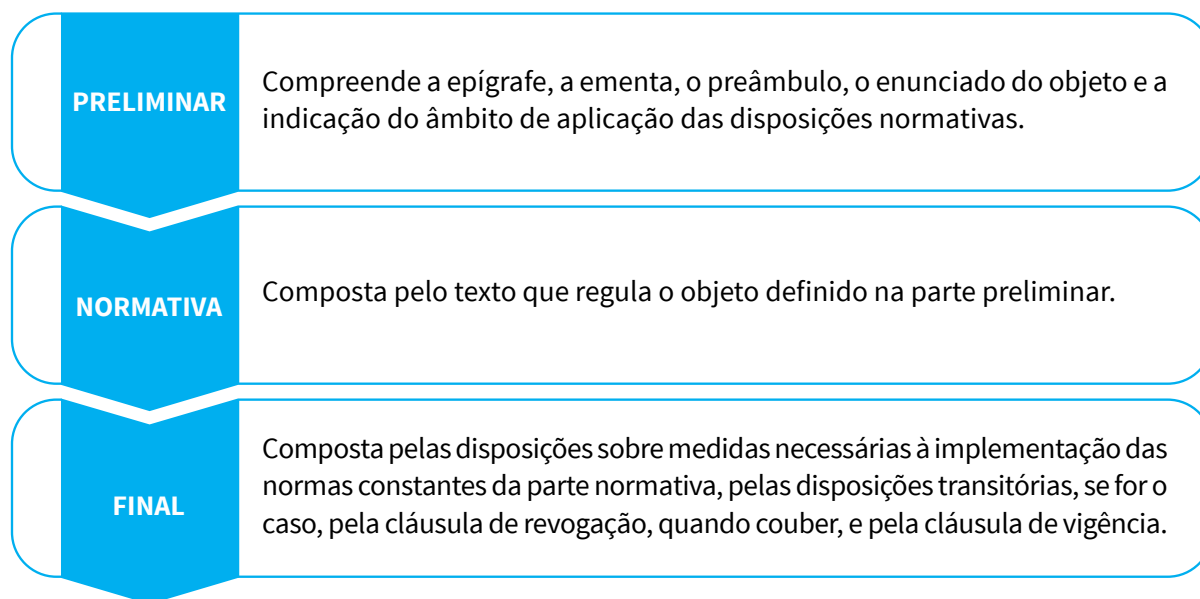 PRELIMINAR
Compreende a epígrafe, a ementa, o preâmbulo, o enunciado do objeto e a
indicação do âmbito de aplicação das disposições normativas.
NORMATIVA
Composta pelo texto que regula o objeto definido na parte preliminar.
FINAL
Composta pelas disposições sobre medidas necessárias à implementação das
normas constantes da parte normativa, pelas disposições transitórias, se for o
caso, pela cláusula de revogação, quando couber, e pela cláusula de vigência.